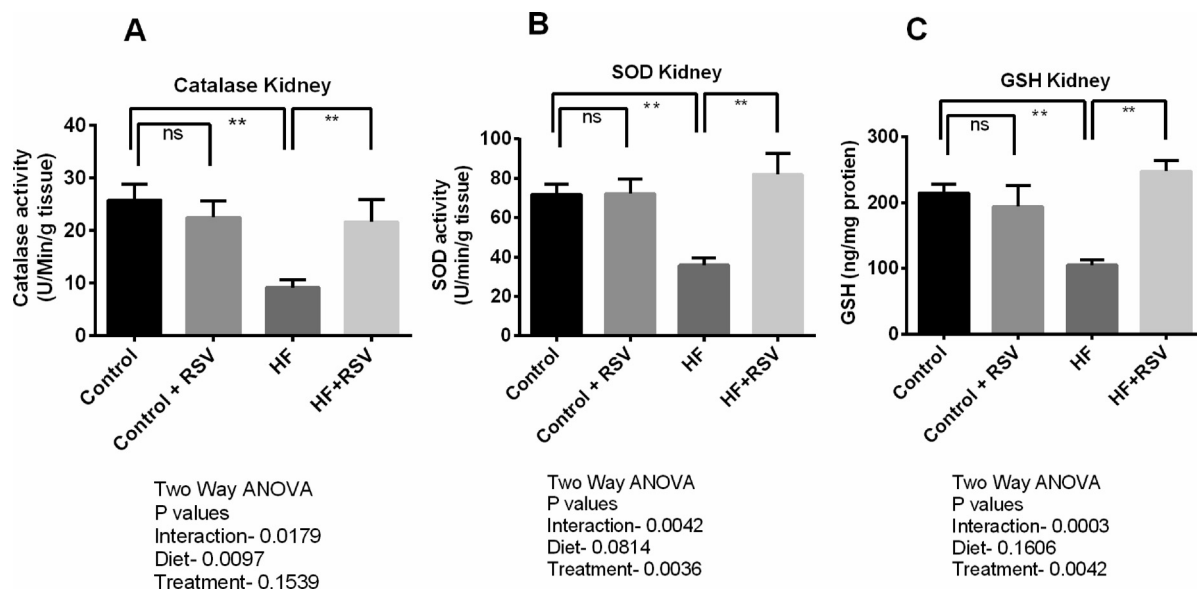 A
Catalase Kidney
**
**
ns
40
30
20
10
0
Catalase activity
(U/Min/g tissue)
Control
Control + RSV
HF
HF+RSV
Two Way ANOVA
P values
Interaction- 0.0179
Diet- 0.0097
Treatment- 0.1539
B
SOD Kidney
**
**
ns
100
80
60
40
20
0
SOD activity
(U/min/g tissue)
Control
Control + RSV
HF
HF+RSV
Two Way ANOVA
P values
Interaction- 0.0042
Diet- 0.0814
Treatment- 0.0036
C
GSH Kidney
**
**
ns
300
200
100
0
GSH (ng/mg protien)
Control
Control + RSV
HF
HF+RSV
Two Way ANOVA
P values
Interaction- 0.0003
Diet- 0.1606
Treatment- 0.0042